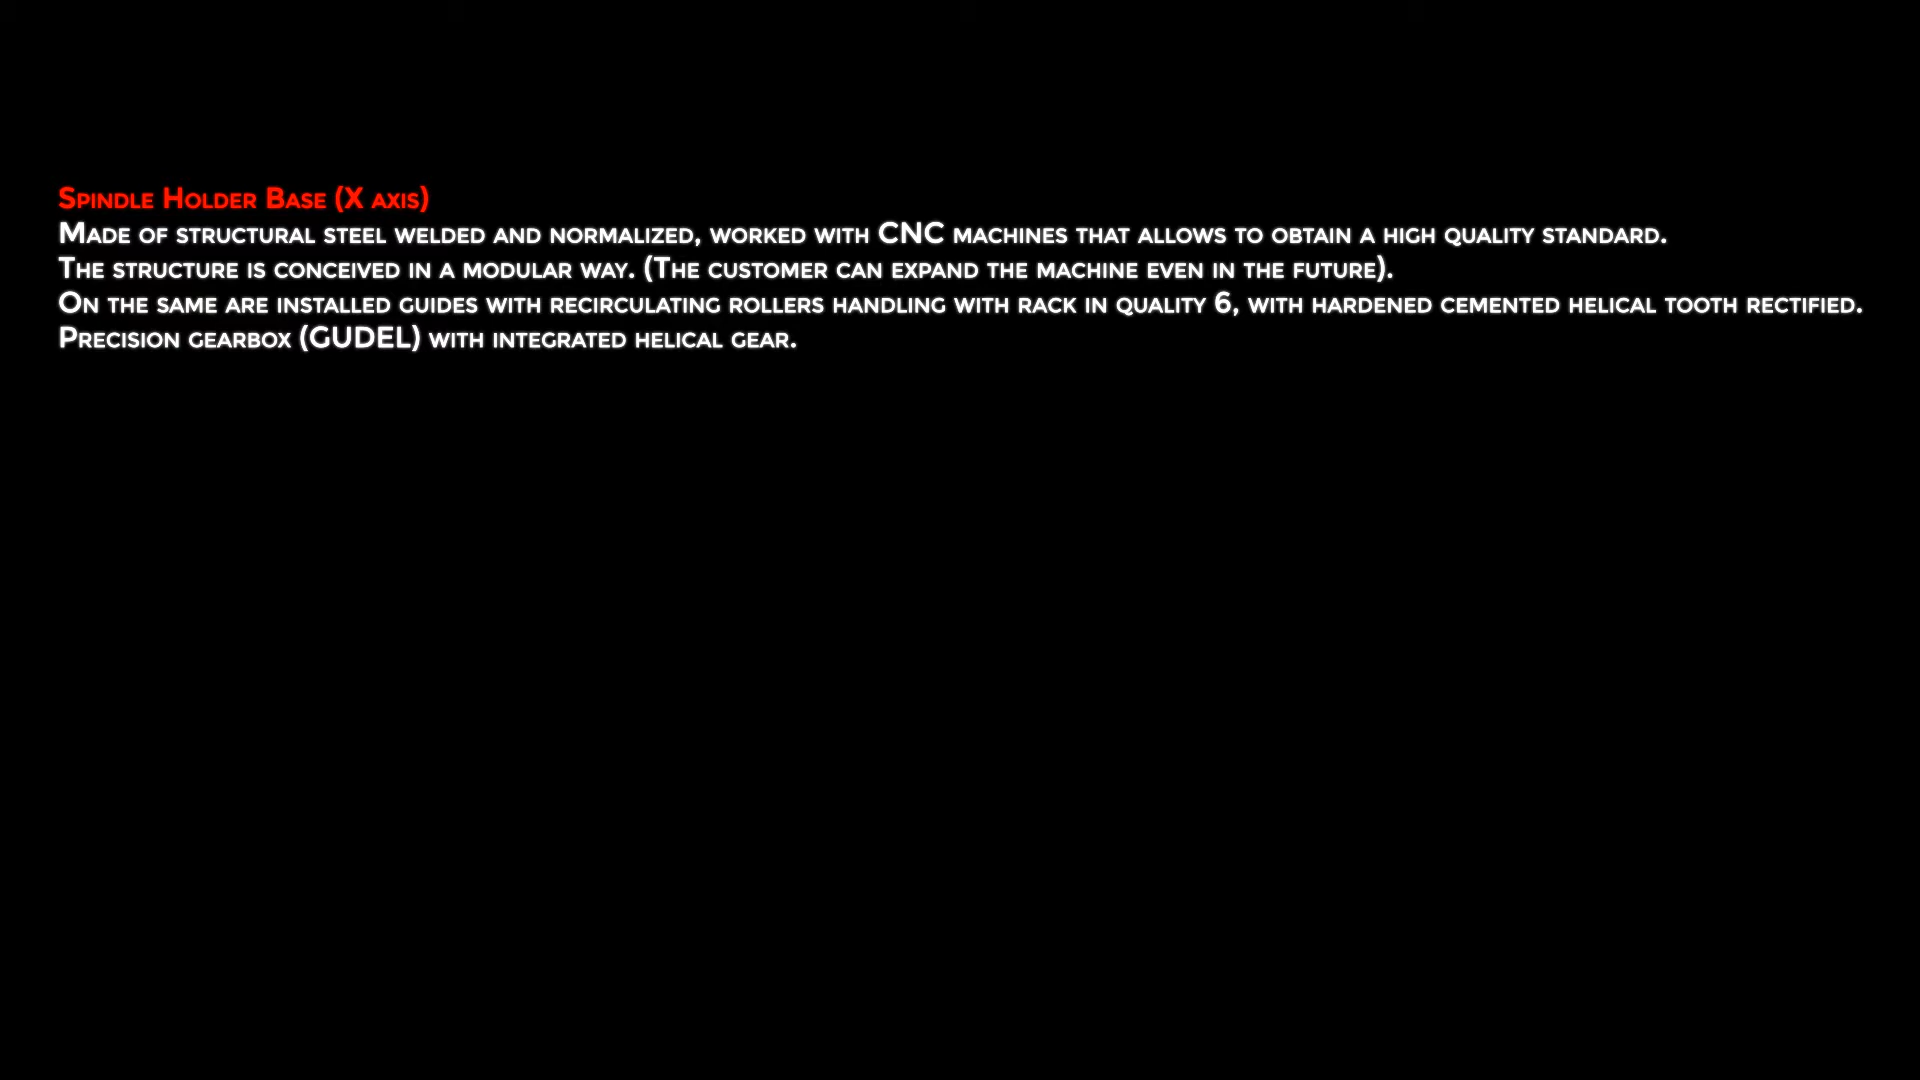 Spindle Holder Base (X axis)
Made of structural steel welded and normalized, worked with CNC machines that allows to obtain a high quality standard.
The structure is conceived in a modular way. (The customer can expand the machine even in the future).
On the same are installed guides with recirculating rollers handling with rack in quality 6, with hardened cemented helical tooth rectified.
Precision gearbox (GUDEL) with integrated helical gear.